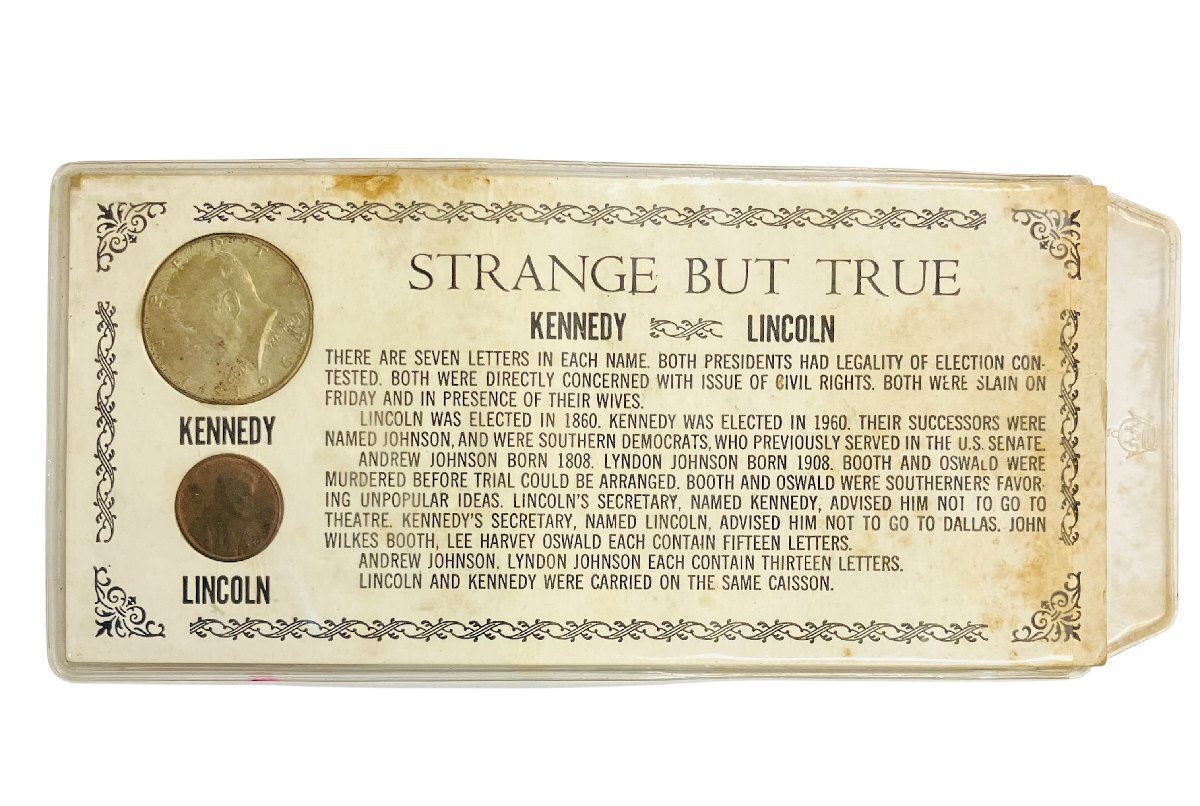 STRANGE BUT TRUE
KENNEDY LINCOLN
THERE ARE SEVEN LETTERS IN EACH NAME. BOTH PRESIDENTS HAD LEGALITY OF ELECTION CON-
TESTED. BOTH WERE DIRECTLY CONCERNED WITH ISSUE OF CIVIL RIGHTS. BOTH WERE SLAIN ON
FRIDAY AND IN PRESENCE OF THEIR WIVES.
LINCOLN WAS ELECTED IN 1860. KENNEDY WAS ELECTED IN 1960. THEIR SUCCESSORS WERE
NAMED JOHNSON, AND WERE SOUTHERN DEMOCRATS, WHO PREVIOUSLY SERVED IN THE U.S. SENATE.
ANDREW JOHNSON BORN 1808. LYNDON JOHNSON BORN 1908. BOOTH AND OSWALD WERE
MURDERED BEFORE TRIAL COULD BE ARRANGED. BOOTH AND OSWALD WERE SOUTHERNERS FAVOR-
ING UNPOPULAR IDEAS. LINCOLN'S SECRETARY, NAMED KENNEDY, ADVISED HIM NOT TO GO TO
THEATRE. KENNEDY'S SECRETARY, NAMED LINCOLN, ADVISED HIM NOT TO GO TO DALLAS. JOHN
WILKES BOOTH, LEE HARVEY OSWALD EACH CONTAIN FIFTEEN LETTERS.
ANDREW JOHNSON, LYNDON JOHNSON EACH CONTAIN THIRTEEN LETTERS.
LINCOLN AND KENNEDY WERE CARRIED ON THE SAME CAISSON.
KENNEDY
LINCOLN